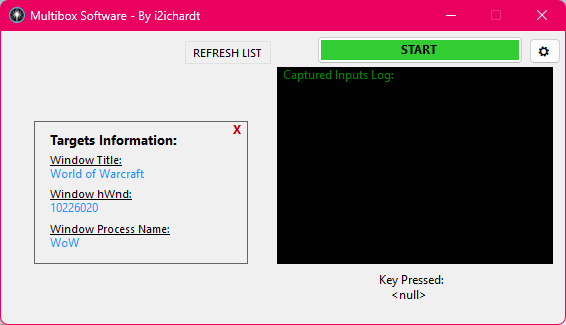 Multibox Software - By i2ichardt
REFRESH LIST
START
Captured Inputs Log:
X
Targets Information:
Window Title:
World of Warcraft
Window hWnd:
10226020
Window Process Name:
WoW
Key Pressed:
<null>